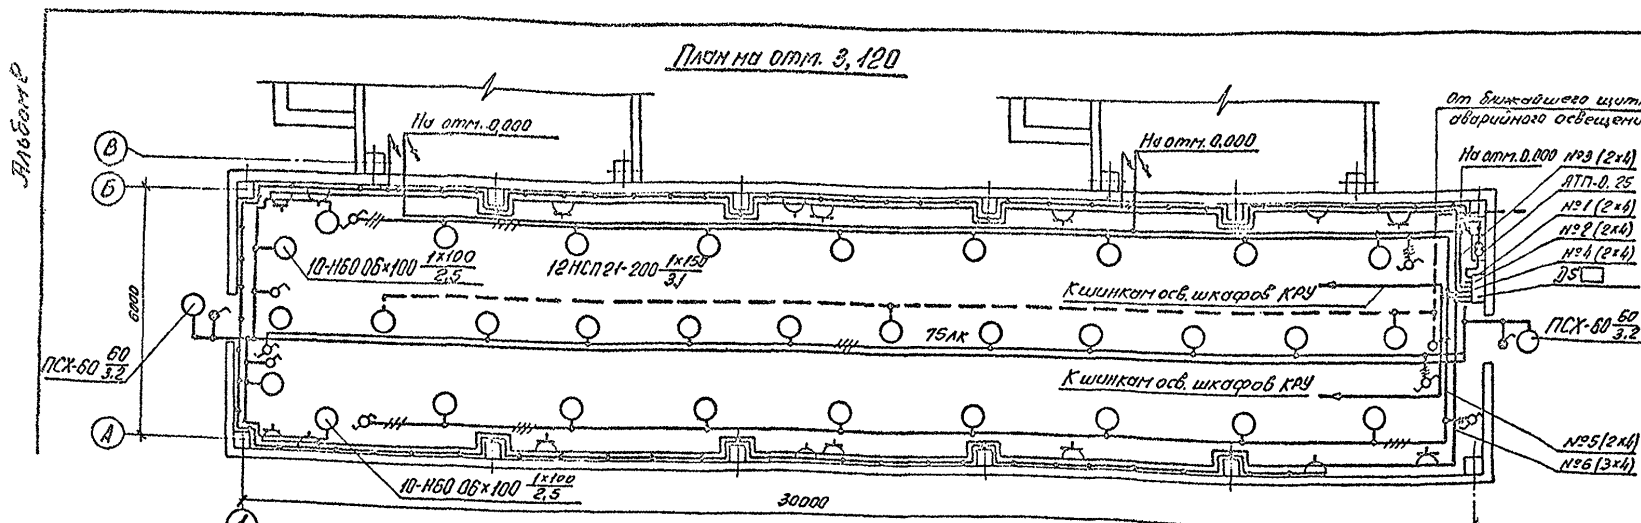 План на отм. 3,120
Альбом 2
От ближайшего щит
аварийного освещени
На отм. 0,000
На отм. 0,000
На отм. 0.000
№3 (2×4)
ЯТП-0.25
№1 (2×4)
№2 (2×4)
№4 (2×4)
ЩS
В
Б
10-НБО 06×100 1×100
2,5
12НСП21-200 1×150
3,1
К шинкам осв. шкафов КРУ
6000
75лк
ПСХ-60 60
3.2
ПСХ-60 60
3.2
К шинкам осв. шкафов КРУ
А
№5 (2×4)
№6 (3×4)
10-НБО 06×100 1×100
2,5
30000
1